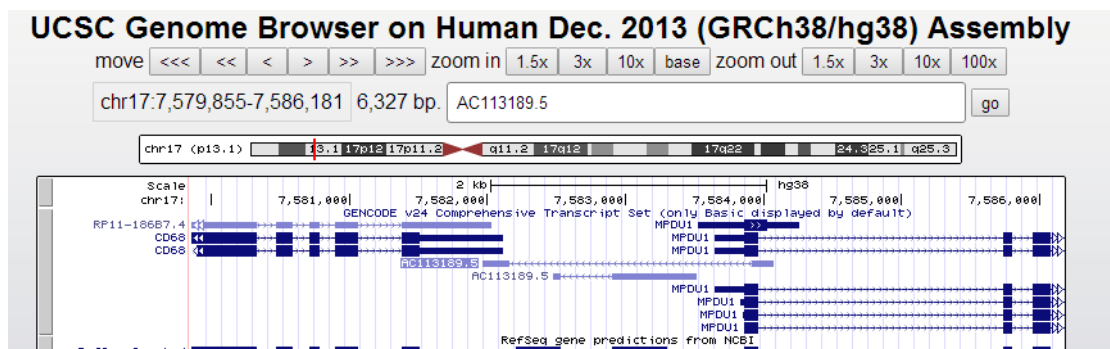 UCSC Genome Browser on Human Dec. 2013 (GRCh38/hg38) Assembly
move <<< << < > >> >>> zoom in 1.5x 3x 10x base zoom out 1.5x 3x 10x 100x
chr17:7,579,855-7,586,181 6,327 bp. AC113189.5 go
chr17 (p13.1) 13.1 17p12 17p11.2 q11.2 17q12 17q22 24.3 25.1 q25.3
Scale 2 kb hg38
chr17: 7,581,000 7,582,000 7,583,000 7,584,000 7,585,000 7,586,000
GENCODE v24 Comprehensive Transcript Set (only Basic displayed by default)
RP11-186B7.4 MPDU1
CD68 MPDU1
CD68 MPDU1
AC113189.5
AC113189.5
MPDU1
MPDU1
MPDU1
MPDU1
RefSeq gene predictions from NCBI